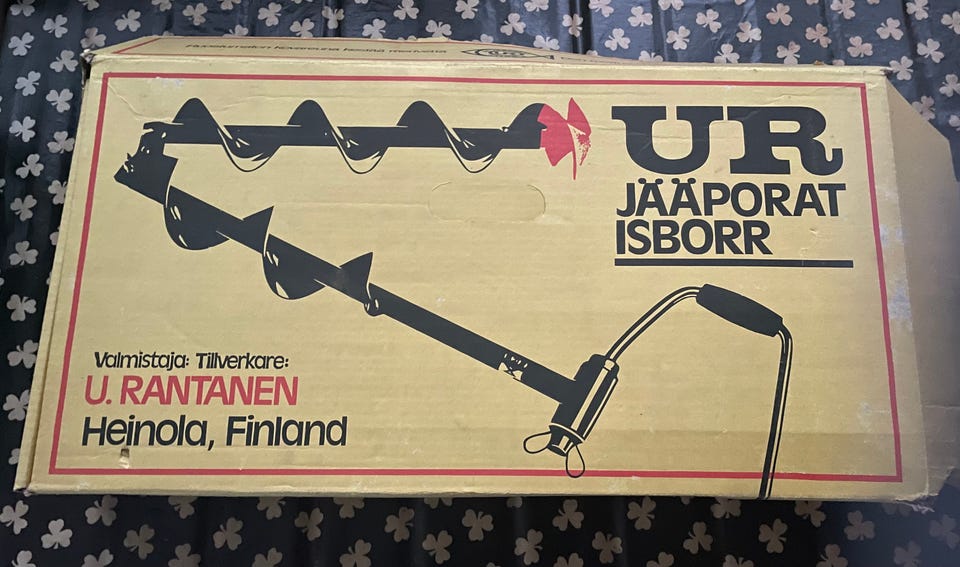 UR
JÄÄPORAT
ISBORR
Valmistaja: Tillverkare:
U. RANTANEN
Heinola, Finland